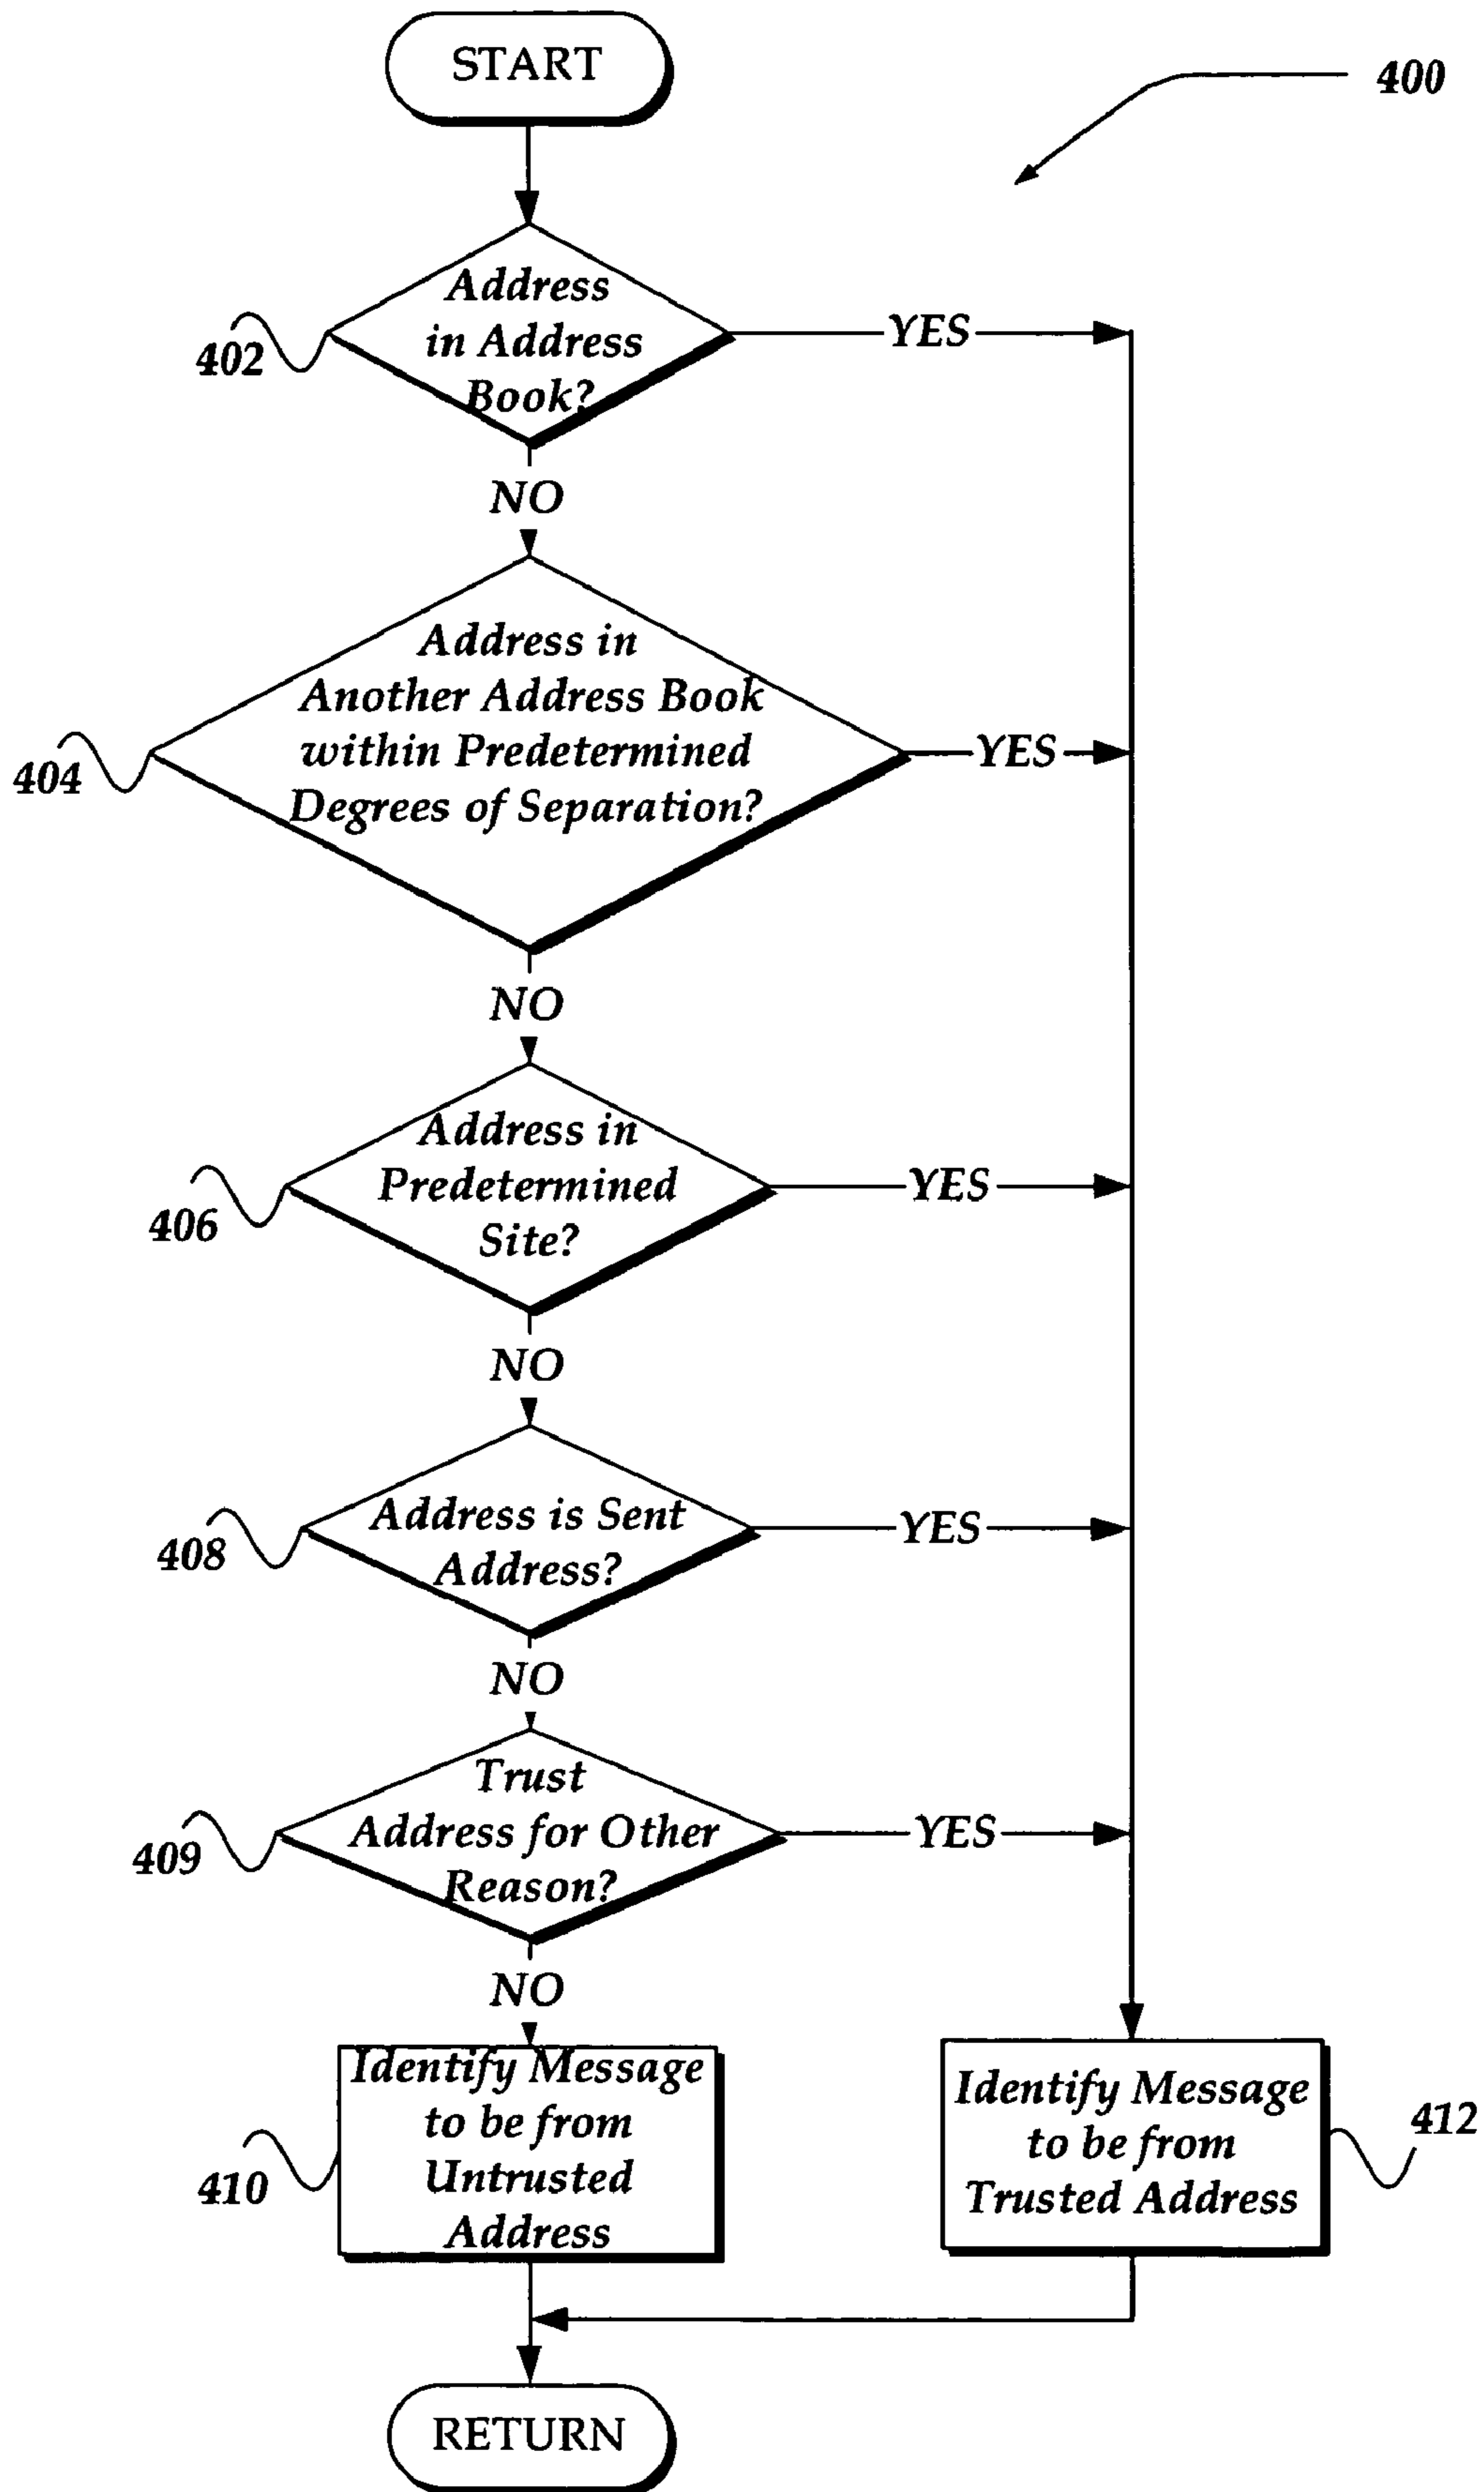 START
400
Address
in Address
Book?
402
YES
NO
Address in
Another Address Book
within Predetermined
Degrees of Separation?
404
YES
NO
Address in
Predetermined
Site?
406
YES
NO
Address is Sent
Address?
408
YES
NO
Trust
Address for Other
Reason?
409
YES
NO
Identify Message
to be from
Untrusted
Address
410
Identify Message
to be from
Trusted Address
412
RETURN